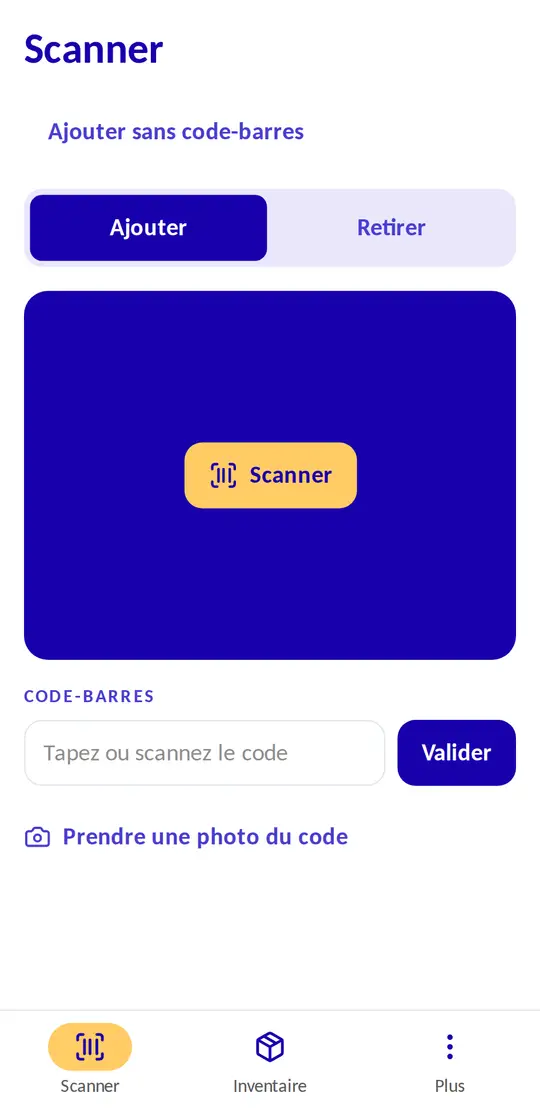 Scanner
Ajouter sans code-barres
Ajouter
Retirer
Scanner
CODE-BARRES
Tapez ou scannez le code
Valider
Prendre une photo du code
Scanner
Inventaire
Plus